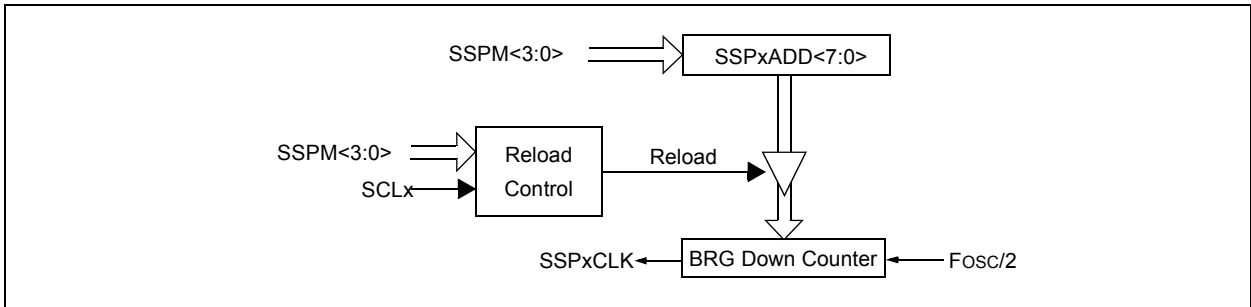 SSPM<3:0>
SSPxADD<7:0>
SSPM<3:0>
Reload
Control
Reload
SCLx
SSPxCLK
BRG Down Counter
FOSC/2